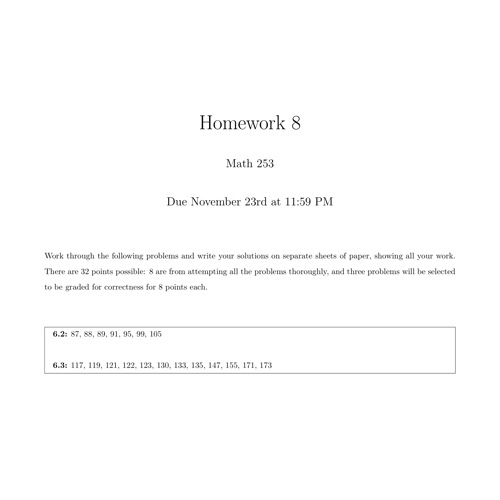 Homework 8
Math 253
Due November 23rd at 11:59 PM
Work through the following problems and write your solutions on separate sheets of paper, showing all your work.
There are 32 points possible: 8 are from attempting all the problems thoroughly, and three problems will be selected
to be graded for correctness for 8 points each.
6.2: 87, 88, 89, 91, 95, 99, 105
6.3: 117, 119, 121, 122, 123, 130, 133, 135, 147, 155, 171, 173